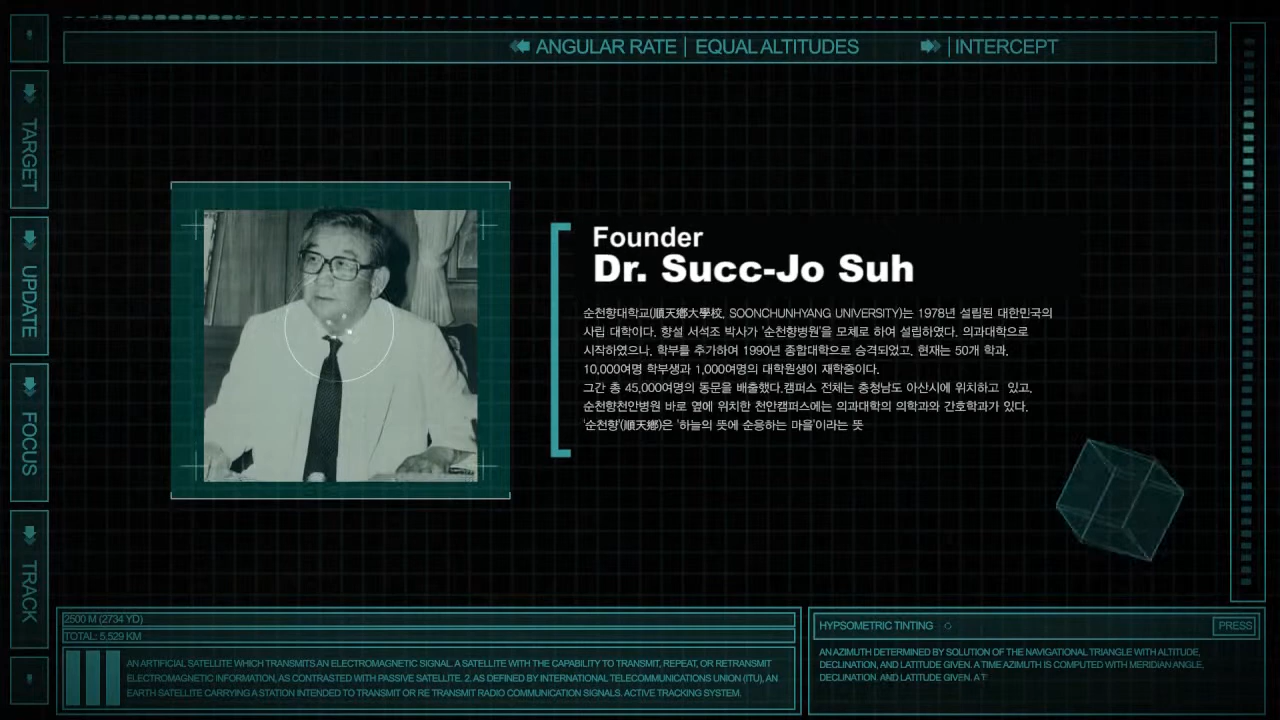 ANGULAR RATE | EQUAL ALTITUDES
| INTERCEPT
TARGET
UPDATE
FOCUS
TRACK
Founder
Dr. Succ-Jo Suh
순천향대학교(順天鄕大學校, SOONCHUNHYANG UNIVERSITY)는 1978년 설립된 대한민국의
사립 대학이다. 향설 서석조 박사가 '순천향병원'을 모체로 하여 설립하였다. 의과대학으로
시작하였으나, 학부를 추가하여 1990년 종합대학으로 승격되었고, 현재는 50개 학과,
10,000여명 학부생과 1,000여명의 대학원생이 재학중이다.
그간 총 45,000여명의 동문을 배출했다.캠퍼스 전체는 충청남도 아산시에 위치하고 있고,
순천향천안병원 바로 옆에 위치한 천안캠퍼스에는 의과대학의 의학과와 간호학과가 있다.
'순천향'(順天鄕)은 '하늘의 뜻에 순응하는 마을'이라는 뜻
2500 M (2734 YD)
TOTAL: 5,529 KM
AN ARTIFICIAL SATELLITE WHICH TRANSMITS AN ELECTROMAGNETIC SIGNAL. A SATELLITE WITH THE CAPABILITY TO TRANSMIT, REPEAT, OR RETRANSMIT
ELECTROMAGNETIC INFORMATION, AS CONTRASTED WITH PASSIVE SATELLITE. 2. AS DEFINED BY INTERNATIONAL TELECOMMUNICATIONS UNION (ITU), AN
EARTH SATELLITE CARRYING A STATION INTENDED TO TRANSMIT OR RE TRANSMIT RADIO COMMUNICATION SIGNALS. ACTIVE TRACKING SYSTEM.
HYPSOMETRIC TINTING
PRESS
AN AZIMUTH DETERMINED BY SOLUTION OF THE NAVIGATIONAL TRIANGLE WITH ALTITUDE,
DECLINATION, AND LATITUDE GIVEN. A TIME AZIMUTH IS COMPUTED WITH MERIDIAN ANGLE,
DECLINATION AND LATITUDE GIVEN. A T